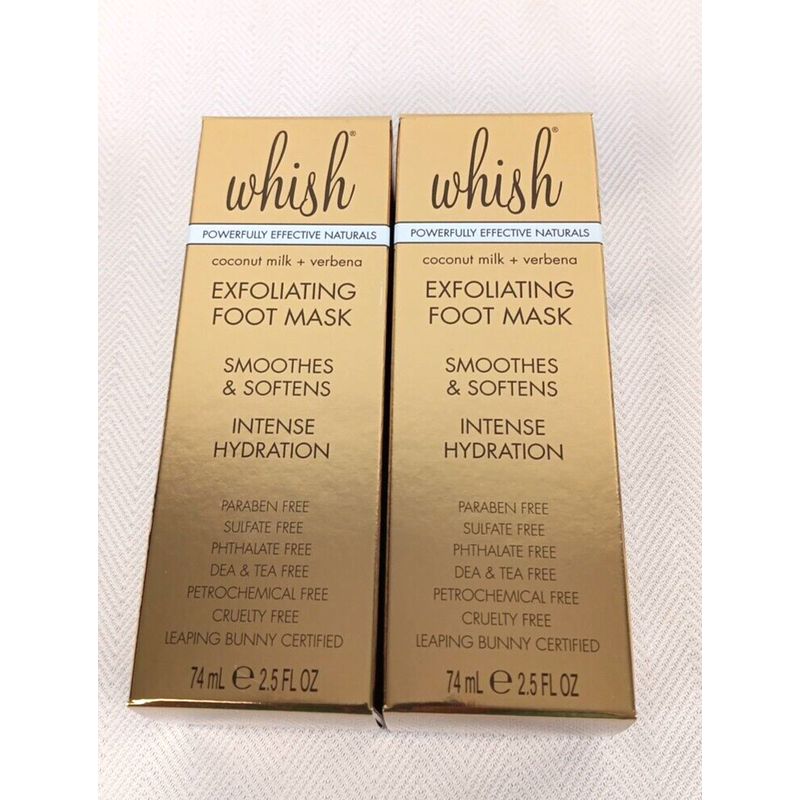 whish®
POWERFULLY EFFECTIVE NATURALS
coconut milk + verbena
EXFOLIATING
FOOT MASK
SMOOTHES
& SOFTENS
INTENSE
HYDRATION
PARABEN FREE
SULFATE FREE
PHTHALATE FREE
DEA & TEA FREE
PETROCHEMICAL FREE
CRUELTY FREE
LEAPING BUNNY CERTIFIED
74 mL ℮ 2.5 FL OZ
whish®
POWERFULLY EFFECTIVE NATURALS
coconut milk + verbena
EXFOLIATING
FOOT MASK
SMOOTHES
& SOFTENS
INTENSE
HYDRATION
PARABEN FREE
SULFATE FREE
PHTHALATE FREE
DEA & TEA FREE
PETROCHEMICAL FREE
CRUELTY FREE
LEAPING BUNNY CERTIFIED
74 mL ℮ 2.5 FL OZ